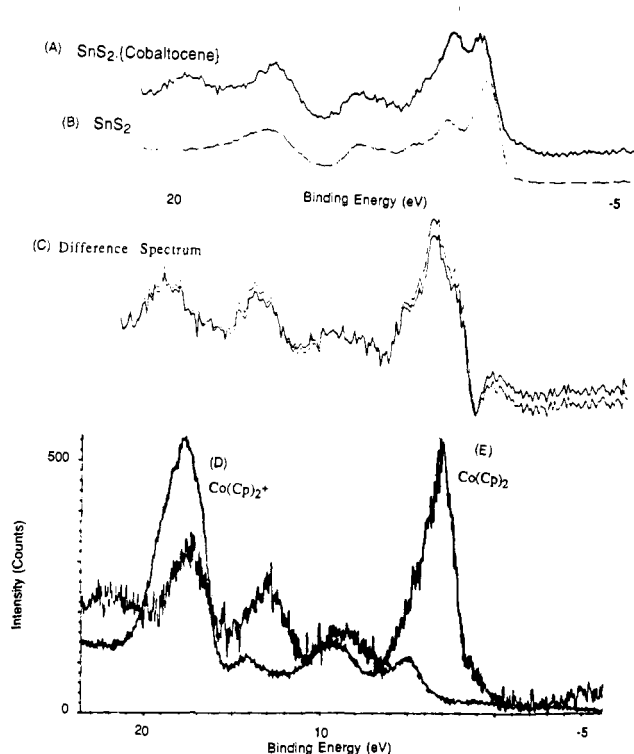 (A) SnS2.{Cobaltocene}
(B) SnS2
20 Binding Energy (eV) -5
(C) Difference Spectrum
500
(D)
Co(Cp)2+
(E)
Co(Cp)2
Intensity (Counts)
0
20 10 -5
Binding Energy (eV)